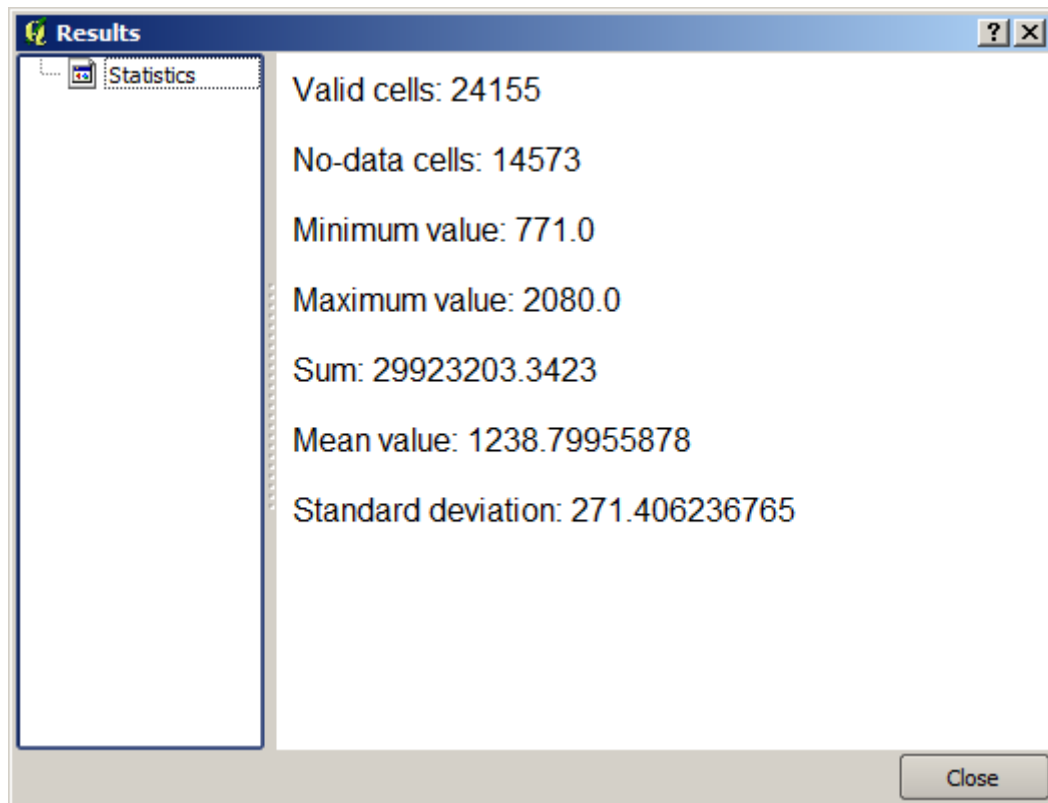 Results
Statistics
Valid cells: 24155
No-data cells: 14573
Minimum value: 771.0
Maximum value: 2080.0
Sum: 29923203.3423
Mean value: 1238.79955878
Standard deviation: 271.406236765
Close